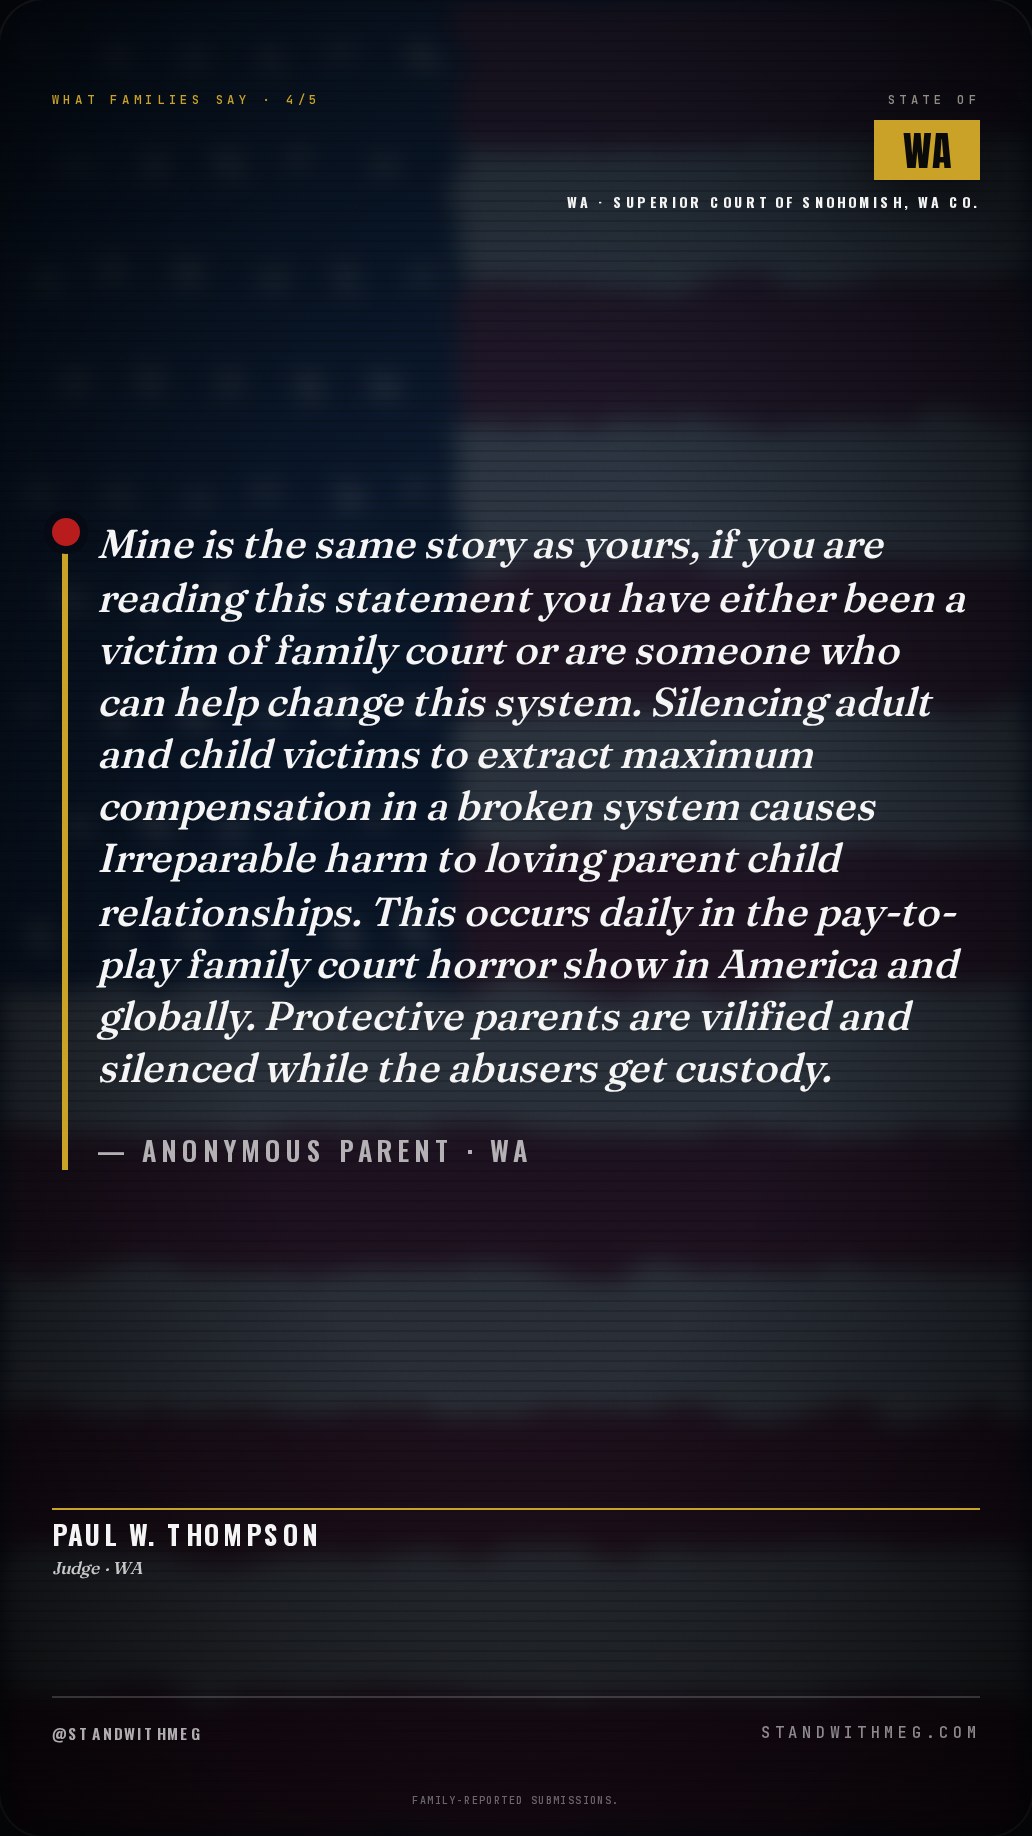 WHAT FAMILIES SAY · 4/5
STATE OF
WA
WA · SUPERIOR COURT OF SNOHOMISH, WA CO.
Mine is the same story as yours, if you are
reading this statement you have either been a
victim of family court or are someone who
can help change this system. Silencing adult
and child victims to extract maximum
compensation in a broken system causes
Irreparable harm to loving parent child
relationships. This occurs daily in the pay-to-
play family court horror show in America and
globally. Protective parents are vilified and
silenced while the abusers get custody.
— ANONYMOUS PARENT · WA
PAUL W. THOMPSON
Judge · WA
@STANDWITHMEG
STANDWITHMEG.COM
FAMILY-REPORTED SUBMISSIONS.